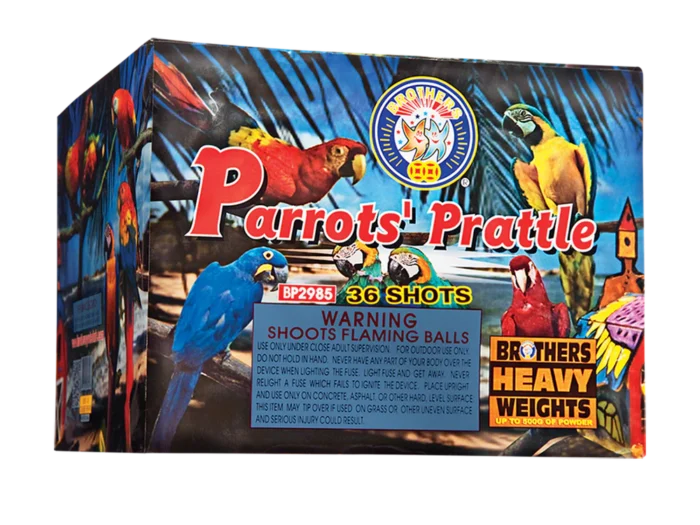 BROTHERS
®
Parrots' Prattle
BP2985 36 SHOTS
WARNING
SHOOTS FLAMING BALLS
USE ONLY UNDER CLOSE ADULT SUPERVISION. FOR OUTDOOR USE ONLY.
DO NOT HOLD IN HAND. NEVER HAVE ANY PART OF YOUR BODY OVER THE
DEVICE WHEN LIGHTING THE FUSE. LIGHT FUSE AND GET AWAY. NEVER
RELIGHT A FUSE WHICH FAILS TO IGNITE THE DEVICE. PLACE UPRIGHT
AND USE ONLY ON CONCRETE, ASPHALT, OR OTHER HARD, LEVEL SURFACE
THIS ITEM MAY TIP OVER IF USED ON GRASS OR OTHER UNEVEN SURFACE
AND SERIOUS INJURY COULD RESULT.
BROTHERS
HEAVY
WEIGHTS
UP TO 500G OF POWDER